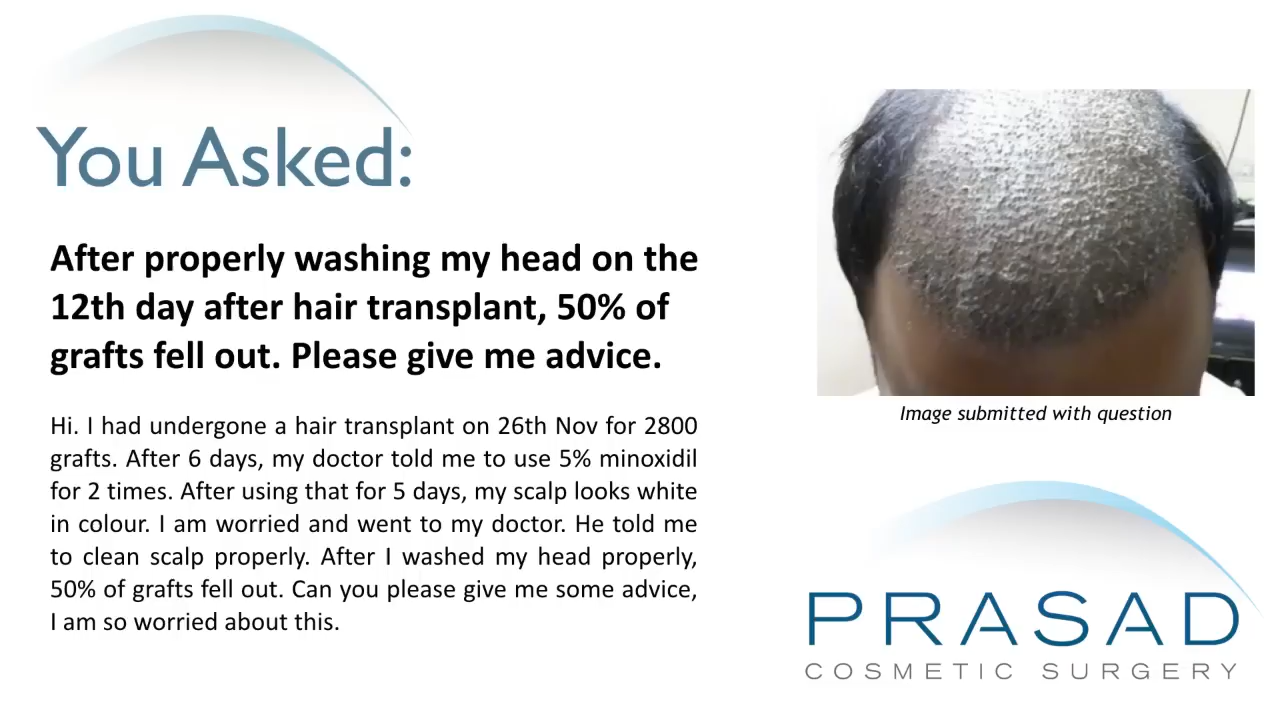 You Asked:
After properly washing my head on the
12th day after hair transplant, 50% of
grafts fell out. Please give me advice.
Hi. I had undergone a hair transplant on 26th Nov for 2800
grafts. After 6 days, my doctor told me to use 5% minoxidil
for 2 times. After using that for 5 days, my scalp looks white
in colour. I am worried and went to my doctor. He told me
to clean scalp properly. After I washed my head properly,
50% of grafts fell out. Can you please give me some advice,
I am so worried about this.
Image submitted with question
PRASAD
COSMETIC SURGERY